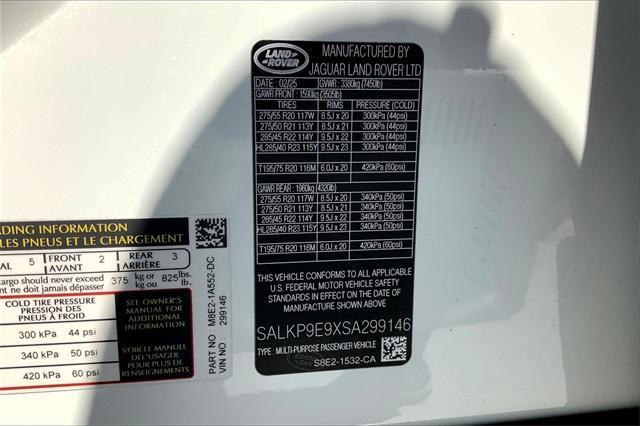 LAND ROVER
MANUFACTURED BY
JAGUAR LAND ROVER LTD
DATE : 02/25 GVWR : 3380kg (7450lb)
GAWR FRONT : 1590kg (3505lb)
TIRES RIMS PRESSURE (COLD)
275/55 R20 117W 8.5J x 20 300kPa (44psi)
275/50 R21 113Y 8.5J x 21 300kPa (44psi)
285/45 R22 114Y 9.5J x 22 300kPa (44psi)
HL285/40 R23 115Y 9.5J x 23 300kPa (44psi)
T195/75 R20 116M 6.0J x 20 420kPa (60psi)
GAWR REAR : 1960kg (4320lb)
275/55 R20 117W 8.5J x 20 340kPa (50psi)
275/50 R21 113Y 8.5J x 21 340kPa (50psi)
285/45 R22 114Y 9.5J x 22 340kPa (50psi)
HL285/40 R23 115Y 9.5J x 23 340kPa (50psi)
T195/75 R20 116M 6.0J x 20 420kPa (60psi)
THIS VEHICLE CONFORMS TO ALL APPLICABLE
U.S. FEDERAL MOTOR VEHICLE SAFETY
STANDARDS IN EFFECT ON THE DATE OF
MANUFACTURE SHOWN ABOVE
SALKP9E9XSA299146
TYPE : MULTI-PURPOSE PASSENGER VEHICLE
S8E2-1532-CA
ADING INFORMATION
LES PNEUS ET LE CHARGEMENT
AL 5 FRONT AVANT 2 REAR ARRIÈRE 3
cargo should never exceed 375 kg or 825 lbs.
nt ne doit jamais dépasser kg ou lb.
COLD TIRE PRESSURE
PRESSION DES
PNEUS À FROID
300 kPa 44 psi
340 kPa 50 psi
420 kPa 60 psi
SEE OWNER'S
MANUAL FOR
ADDITIONAL
INFORMATION
VOIR LE MANUEL
DE L'USAGER
POUR PLUS DE
RENSEIGNEMENTS
PART NO M8E2-1A552-DC
VIN NO 299146